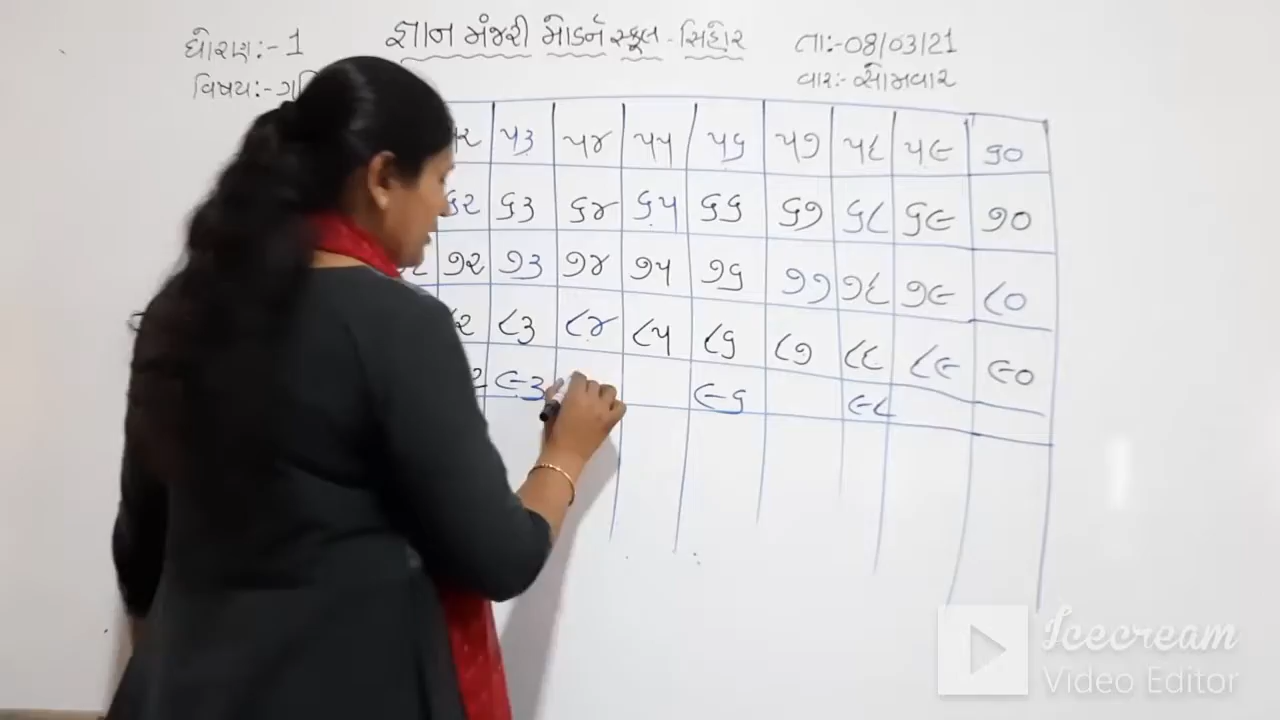 ધોરણ:-1 જ્ઞાન મંજરી મોડર્ન સ્કૂલ - સિહોર તા:-08/03/21
વિષય:- વાર:- સોમવાર
૫૩ ૫૪ ૫૫ ૫૬ ૫૭ ૫૮ ૫૯ ૬૦
૬૨ ૬૩ ૬૪ ૬૫ ૬૬ ૬૭ ૬૮ ૬૯ ૭૦
૭૨ ૭૩ ૭૪ ૭૫ ૭૬ ૭૭ ૭૮ ૭૯ ૮૦
૮૩ ૮૪ ૮૫ ૮૬ ૮૭ ૮૮ ૮૯ ૯૦
૯૩ ૯૬ ૯૮
Icecream
Video Editor